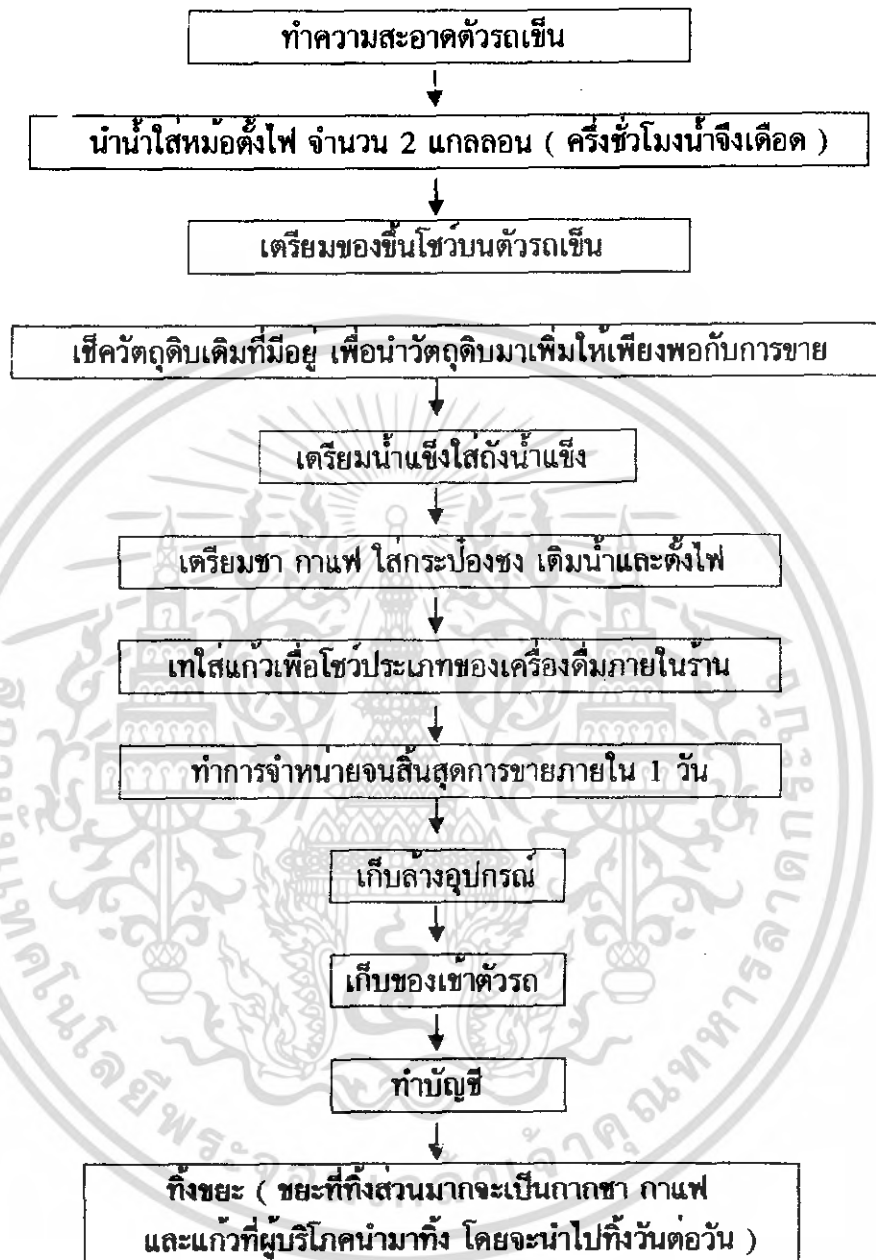 ทำความสะอาดตัวรถเข็น
นำน้ำใส่หม้อตั้งไฟ จำนวน 2 แกลลอน ( ครึ่งชั่วโมงน้ำจึงเดือด )
เตรียมของขึ้นโชว์บนตัวรถเข็น
เช็ควัตถุดิบเดิมที่มีอยู่ เพื่อนำวัตถุดิบมาเพิ่มให้เพียงพอกับการขาย
เตรียมน้ำแข็งใส่ถังน้ำแข็ง
เตรียมชา กาแฟ ใส่กระป๋องชง เติมน้ำและตั้งไฟ
เทใส่แก้วเพื่อโชว์ประเภทของเครื่องดื่มภายในร้าน
ทำการจำหน่ายจนสิ้นสุดการขายภายใน 1 วัน
เก็บล้างอุปกรณ์
เก็บของเข้าตัวรถ
ทำบัญชี
ทิ้งขยะ ( ขยะที่ทิ้งส่วนมากจะเป็นกากชา กาแฟ
และแก้วที่ผู้บริโภคนำมาทิ้ง โดยจะนำไปทิ้งวันต่อวัน )